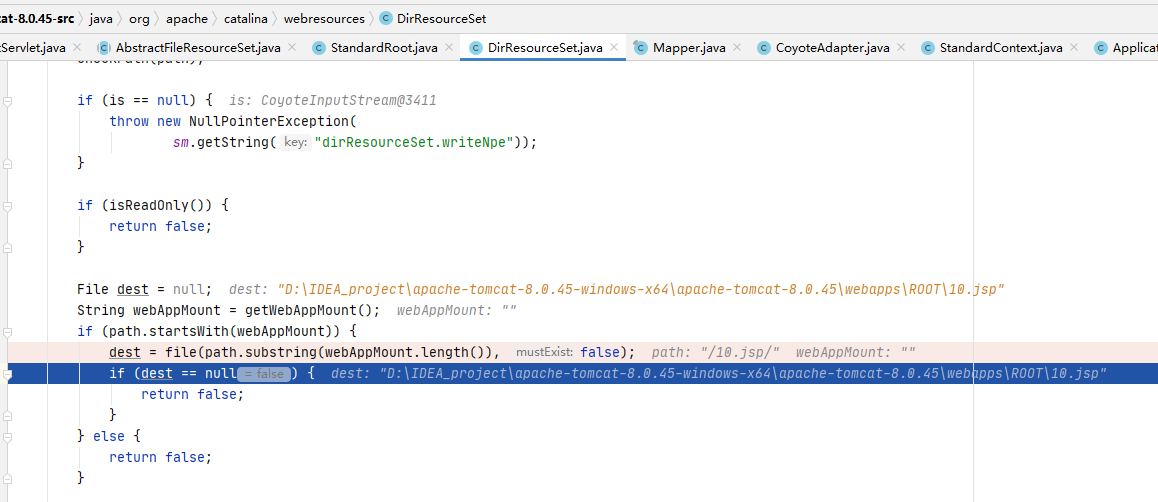 cat-8.0.45-src > java > org > apache > catalina > webresources > DirResourceSet
tServlet.java × AbstractFileResourceSet.java × StandardRoot.java × DirResourceSet.java × Mapper.java × CoyoteAdapter.java × StandardContext.java × Applicat
checkPath(path);
if (is == null) { is: CoyoteInputStream@3411
throw new NullPointerException(
sm.getString( key: "dirResourceSet.writeNpe"));
}
if (isReadOnly()) {
return false;
}
File dest = null; dest: "D:\IDEA_project\apache-tomcat-8.0.45-windows-x64\apache-tomcat-8.0.45\webapps\ROOT\10.jsp"
String webAppMount = getWebAppMount(); webAppMount: ""
if (path.startsWith(webAppMount)) {
dest = file(path.substring(webAppMount.length()), mustExist: false); path: "/10.jsp/" webAppMount: ""
if (dest == null = false ) { dest: "D:\IDEA_project\apache-tomcat-8.0.45-windows-x64\apache-tomcat-8.0.45\webapps\ROOT\10.jsp"
return false;
}
} else {
return false;
}